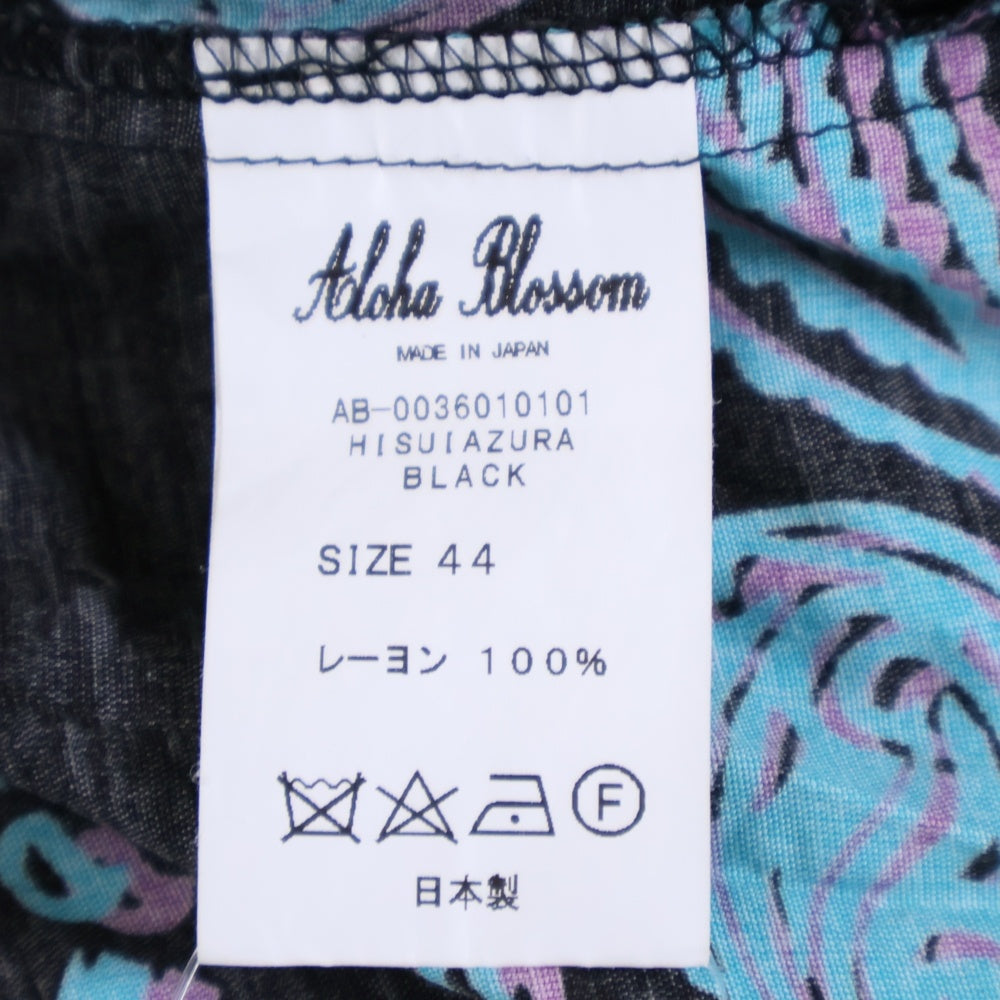 Aloha Blossom
MADE IN JAPAN
AB-0036010101
HISUIAZURA
BLACK
SIZE 44
レーヨン 100%
F
日本製